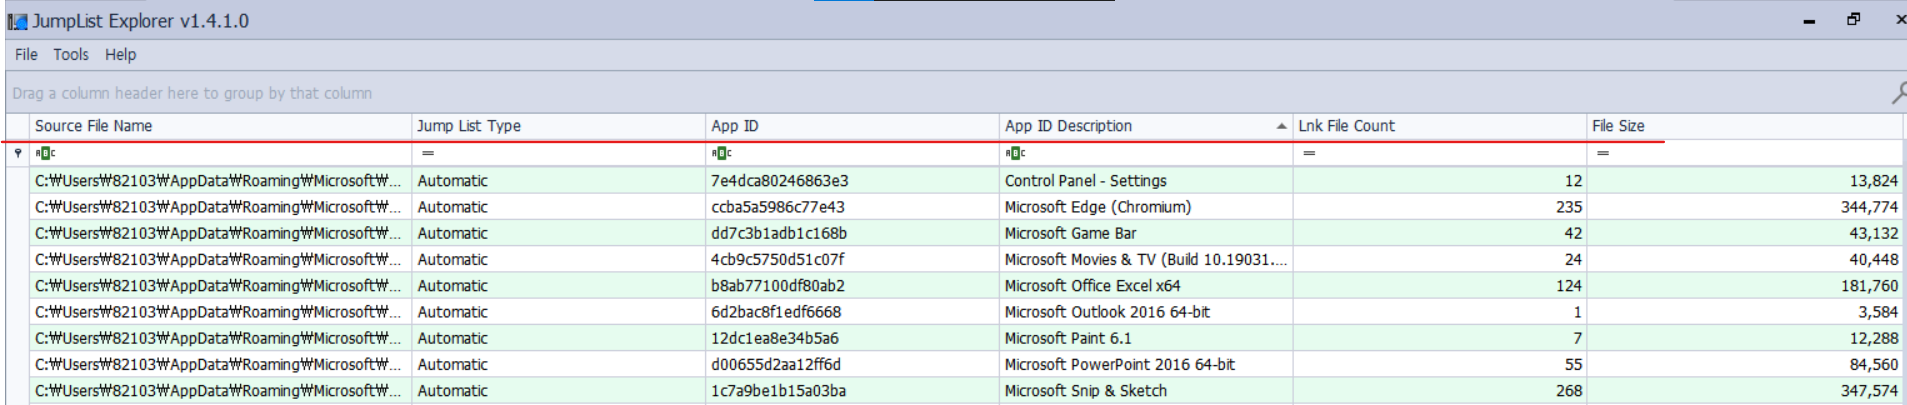 JumpList Explorer v1.4.1.0
File Tools Help
Drag a column header here to group by that column
Source File Name Jump List Type App ID App ID Description Lnk File Count File Size
ABC = ABC ABC = =
C:₩Users₩82103₩AppData₩Roaming₩Microsoft₩... Automatic 7e4dca80246863e3 Control Panel - Settings 12 13,824
C:₩Users₩82103₩AppData₩Roaming₩Microsoft₩... Automatic ccba5a5986c77e43 Microsoft Edge (Chromium) 235 344,774
C:₩Users₩82103₩AppData₩Roaming₩Microsoft₩... Automatic dd7c3b1adb1c168b Microsoft Game Bar 42 43,132
C:₩Users₩82103₩AppData₩Roaming₩Microsoft₩... Automatic 4cb9c5750d51c07f Microsoft Movies & TV (Build 10.19031.... 24 40,448
C:₩Users₩82103₩AppData₩Roaming₩Microsoft₩... Automatic b8ab77100df80ab2 Microsoft Office Excel x64 124 181,760
C:₩Users₩82103₩AppData₩Roaming₩Microsoft₩... Automatic 6d2bac8f1edf6668 Microsoft Outlook 2016 64-bit 1 3,584
C:₩Users₩82103₩AppData₩Roaming₩Microsoft₩... Automatic 12dc1ea8e34b5a6 Microsoft Paint 6.1 7 12,288
C:₩Users₩82103₩AppData₩Roaming₩Microsoft₩... Automatic d00655d2aa12ff6d Microsoft PowerPoint 2016 64-bit 55 84,560
C:₩Users₩82103₩AppData₩Roaming₩Microsoft₩... Automatic 1c7a9be1b15a03ba Microsoft Snip & Sketch 268 347,574